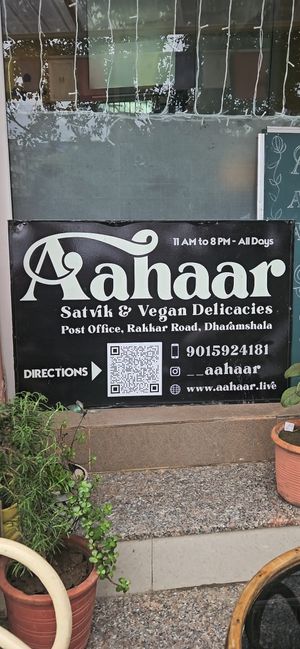 Aahaar
11 AM to 8 PM - All Days
Satvik & Vegan Delicacies
Post Office, Rakkar Road, Dharamshala
DIRECTIONS
9015924181
__aahaar
www.aahaar.live